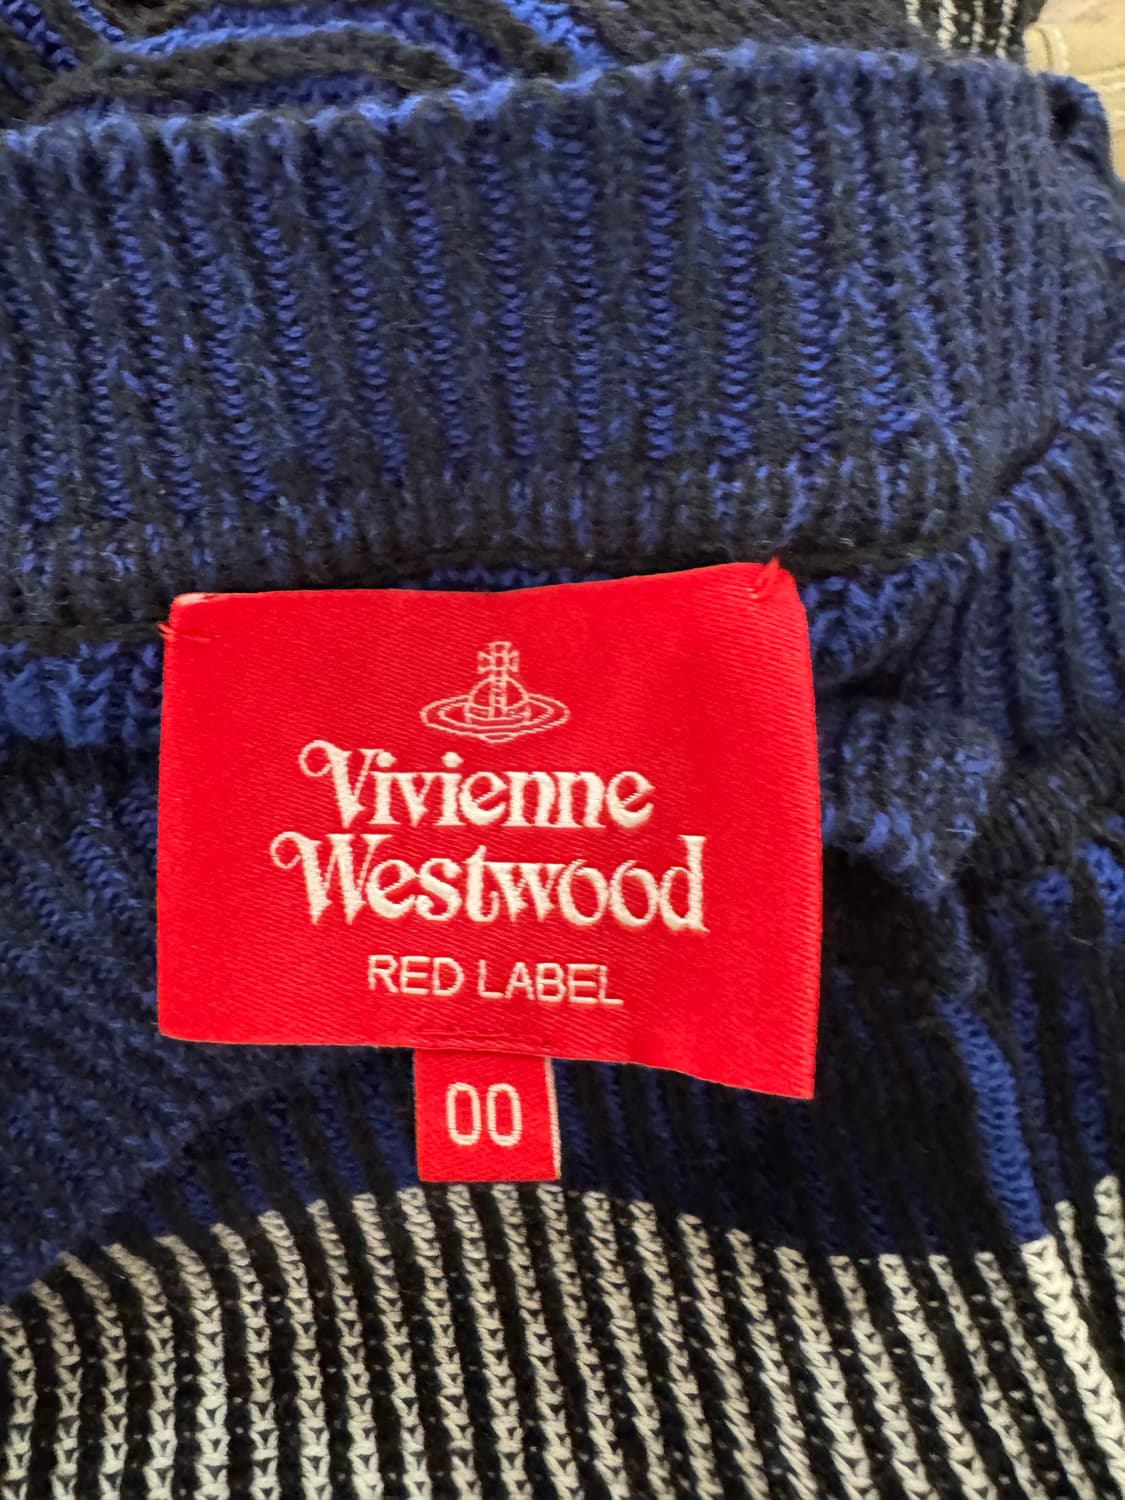 Vivienne
Westwood
RED LABEL
00